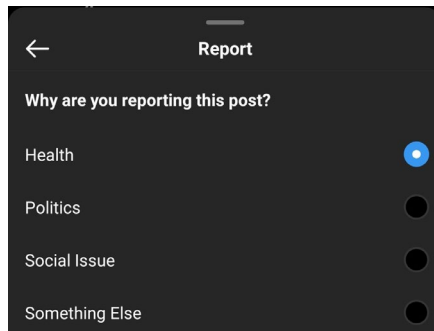 Report
Why are you reporting this post?
Health
Politics
Social Issue
Something Else